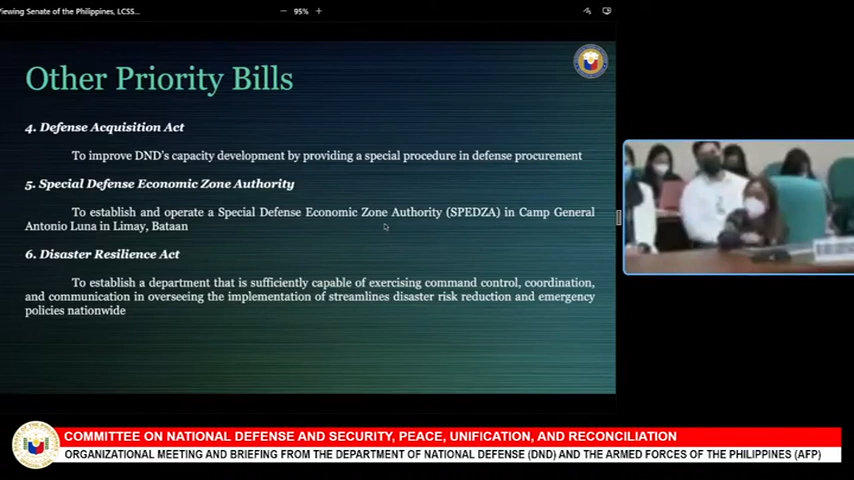 Viewing Senate of the Philippines, LCSS...
95%
Other Priority Bills
4. Defense Acquisition Act
To improve DND's capacity development by providing a special procedure in defense procurement
5. Special Defense Economic Zone Authority
To establish and operate a Special Defense Economic Zone Authority (SPEDZA) in Camp General
Antonio Luna in Limay, Bataan
6. Disaster Resilience Act
To establish a department that is sufficiently capable of exercising command control, coordination,
and communication in overseeing the implementation of streamlines disaster risk reduction and emergency
policies nationwide
COMMITTEE ON NATIONAL DEFENSE AND SECURITY, PEACE, UNIFICATION, AND RECONCILIATION
ORGANIZATIONAL MEETING AND BRIEFING FROM THE DEPARTMENT OF NATIONAL DEFENSE (DND) AND THE ARMED FORCES OF THE PHILIPPINES (AFP)